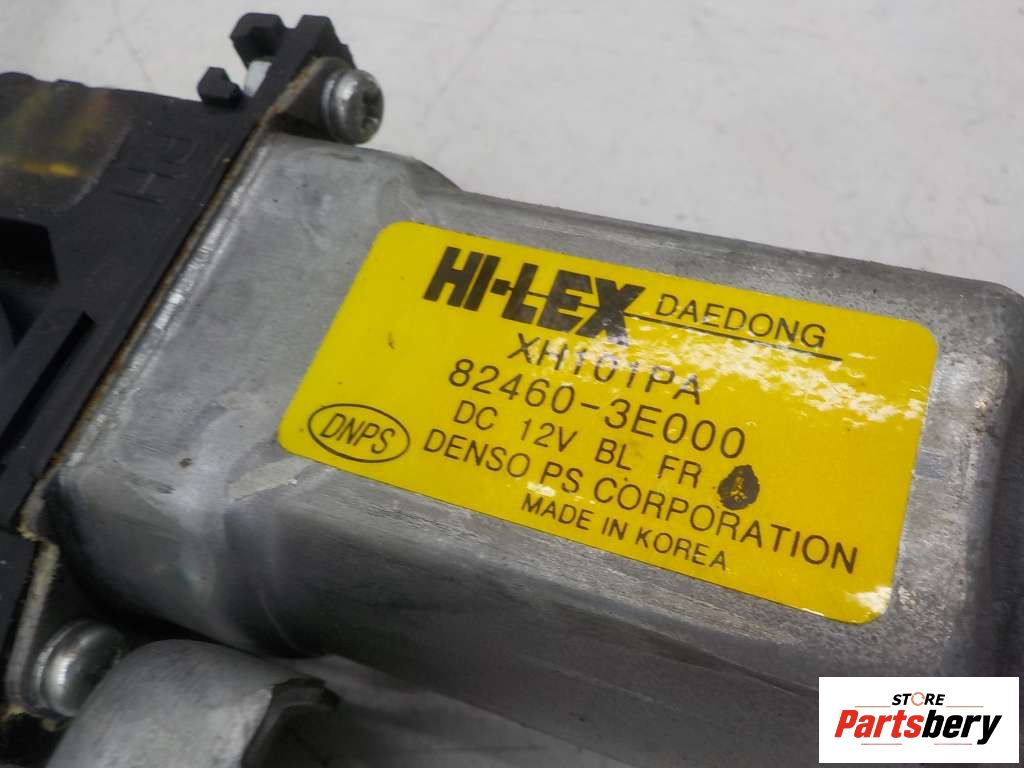 HI-LEX DAEDONG
XH101PA
82460-3E000
DC 12V BL FR
DNPS
DENSO PS CORPORATION
MADE IN KOREA
STORE
Partsbery